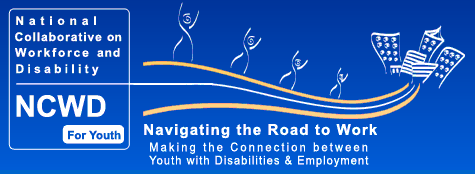 National
Collaborative on
Workforce and
Disability
NCWD
For Youth
Navigating the Road to Work
Making the Connection between
Youth with Disabilities & Employment